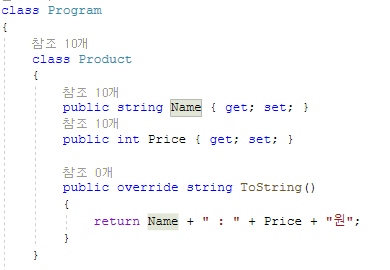 class Program
{
참조 10개
class Product
{
참조 10개
public string Name { get; set; }
참조 10개
public int Price { get; set; }
참조 0개
public override string ToString()
{
return Name + " : " + Price + "원";
}
}